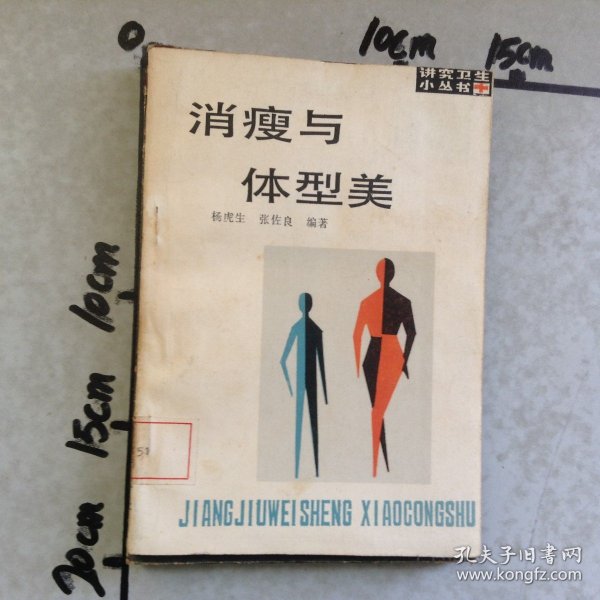 0
10cm
15cm
讲究卫生
小丛书
消瘦与
体型美
杨虎生 张佐良 编著
10cm
15cm
20cm
51
JIANGJIUWEISHENG XIAOCONGSHU
孔夫子旧书网
www.kongfz.com